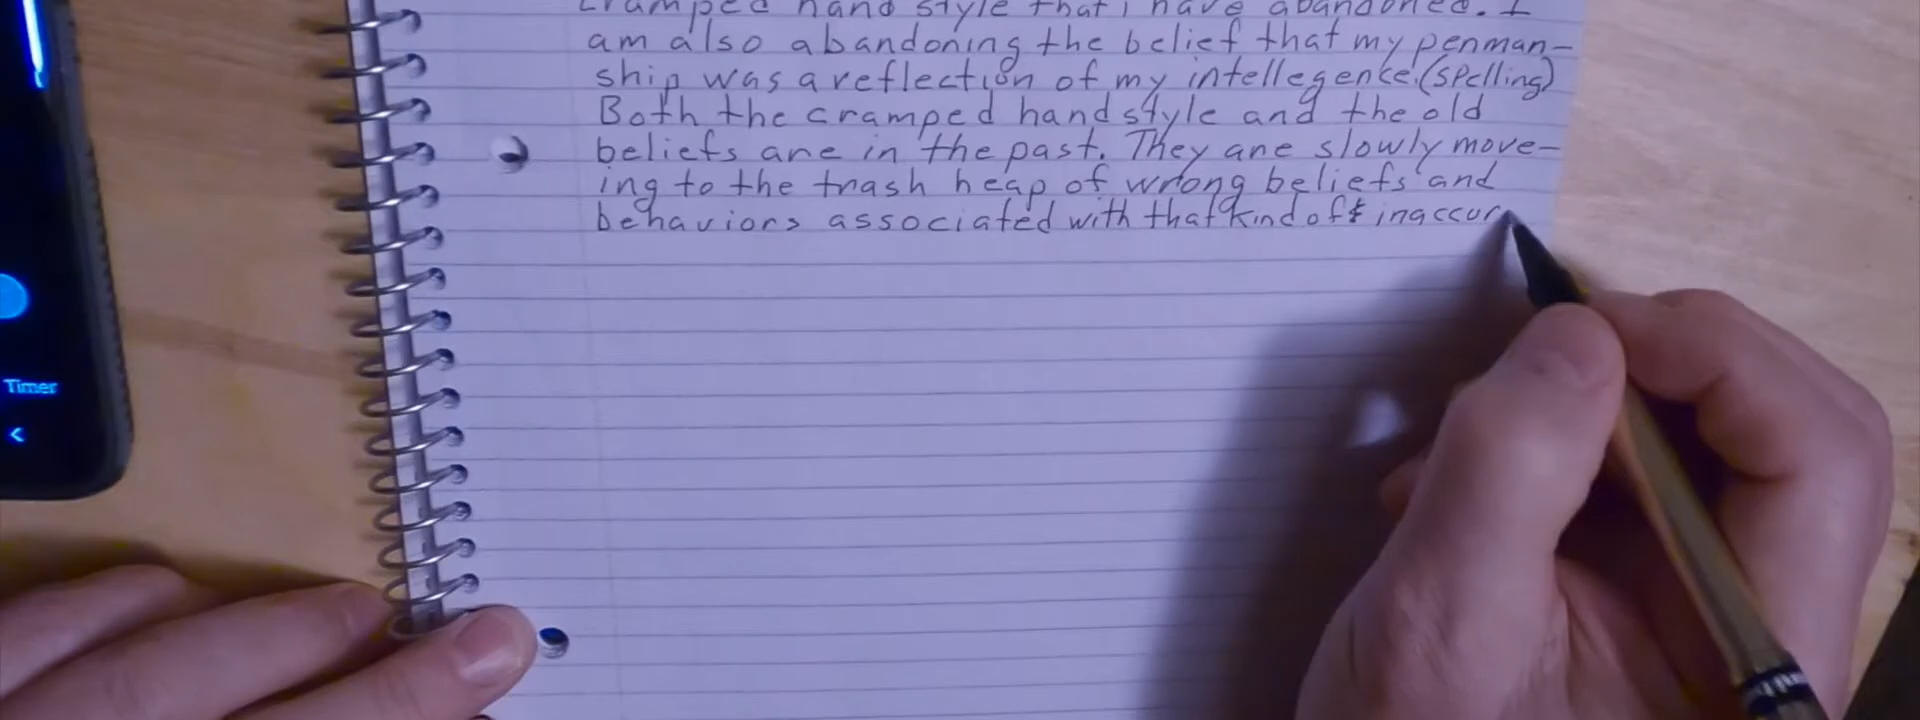 cramped hand style that i have abandoned. I
am also abandoning the belief that my penman-
ship was a reflection of my intellegence.(spelling)
Both the cramped hand style and the old
beliefs are in the past. They are slowly move-
ing to the trash heap of wrong beliefs and
behaviors associated with that kind of inaccur
Timer
<